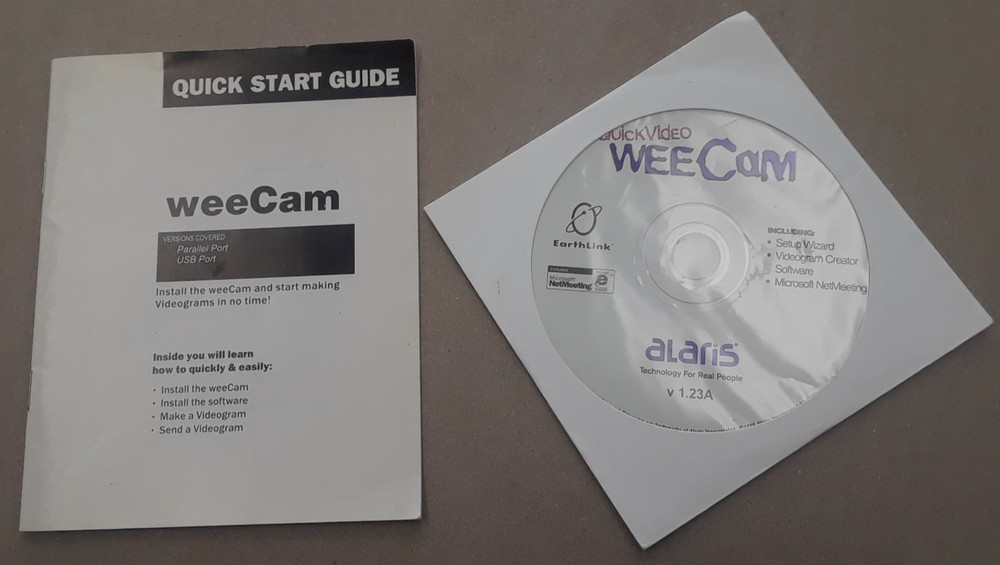 QUICK START GUIDE
weeCam
VERSIONS COVERED
Parallel Port
USB Port
Install the weeCam and start making
Videograms in no time!
Inside you will learn
how to quickly & easily:
· Install the weeCam
· Install the software
· Make a Videogram
· Send a Videogram
QUICKVIDEO
WEECam
EarthLink
Includes
Microsoft
NetMeeting
INCLUDING:
• Setup Wizard
• Videogram Creator
Software
• Microsoft NetMeeting
aLaris
Technology For Real People
v 1.23A